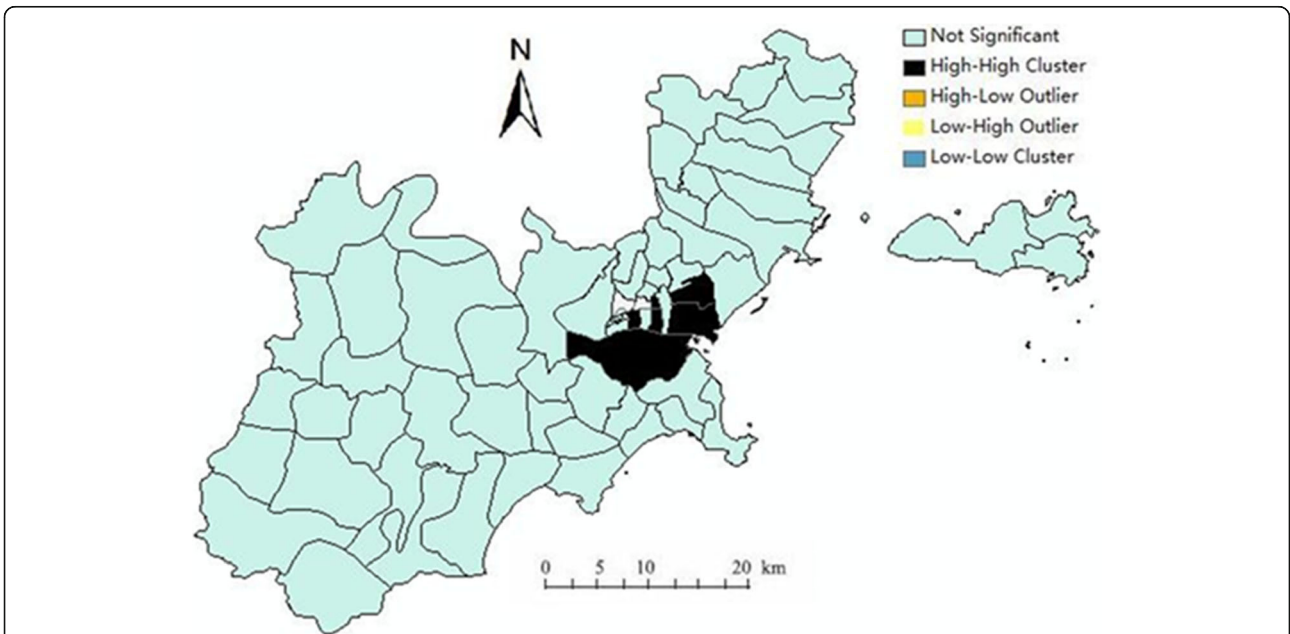 N
Not Significant
High-High Cluster
High-Low Outlier
Low-High Outlier
Low-Low Cluster
0 5 10 20 km